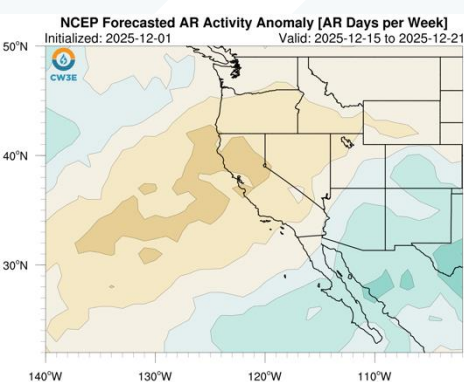 NCEP Forecasted AR Activity Anomaly [AR Days per Week]
Initialized: 2025-12-01 Valid: 2025-12-15 to 2025-12-21
50°N
CW3E
40°N
30°N
140°W 130°W 120°W 110°W